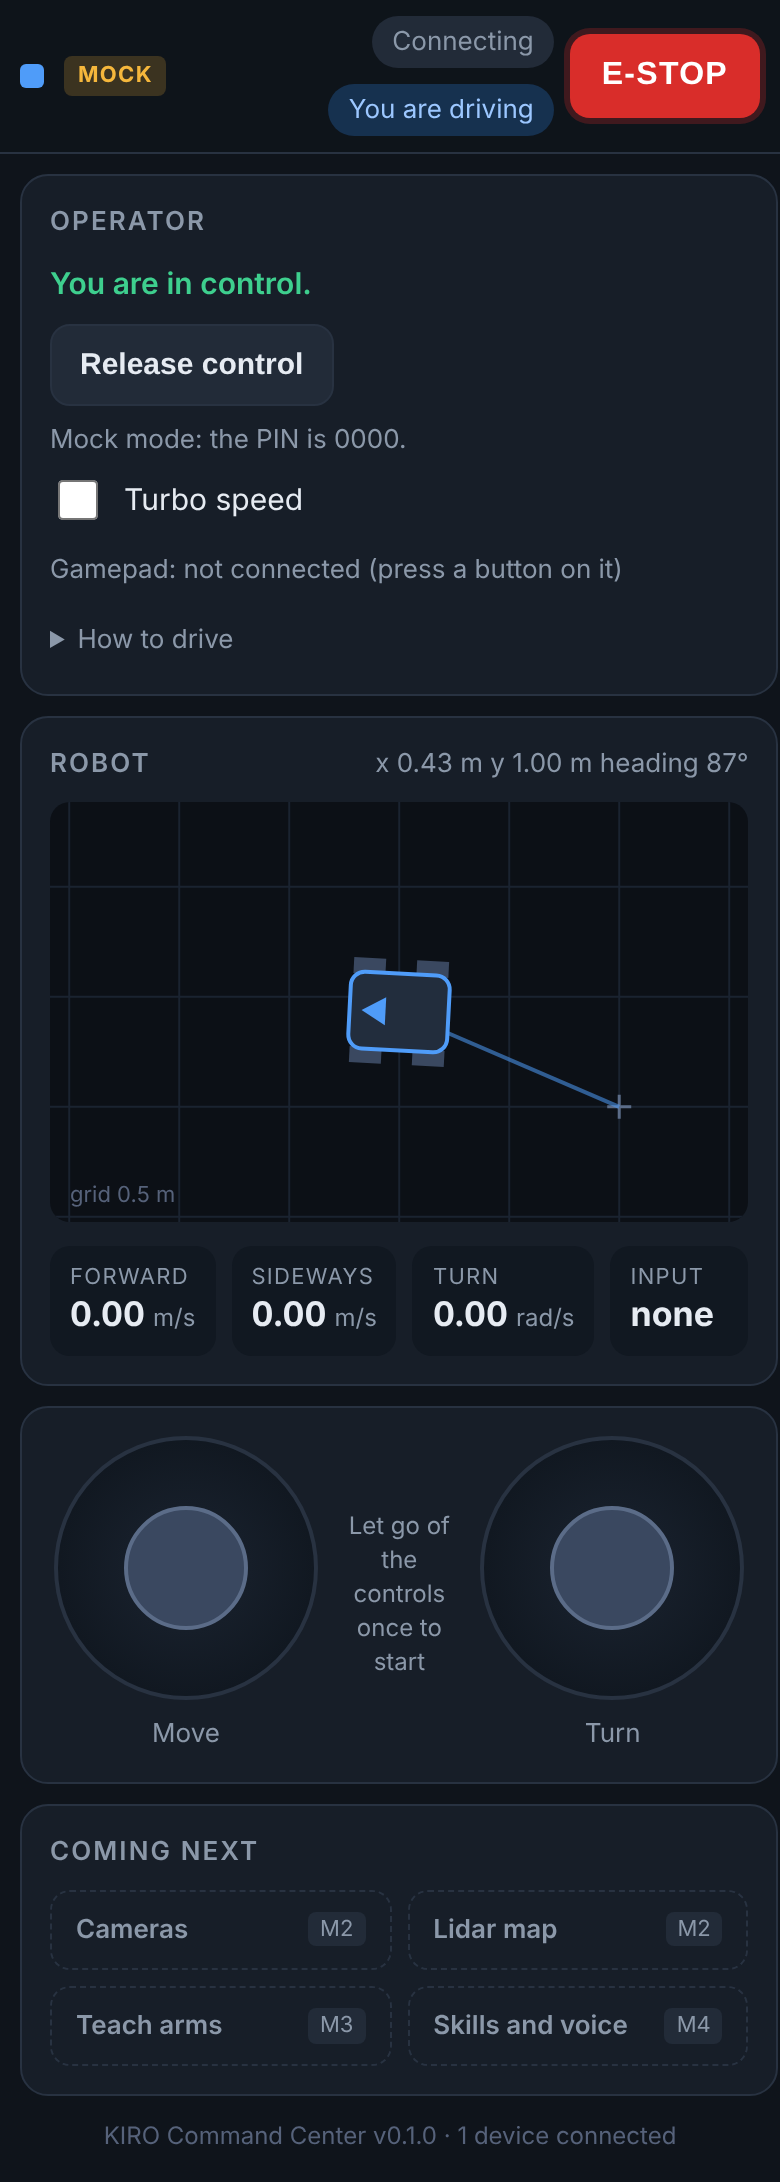 MOCK
Connecting
You are driving
E-STOP
OPERATOR
You are in control.
Release control
Mock mode: the PIN is 0000.
Turbo speed
Gamepad: not connected (press a button on it)
How to drive
ROBOT
x 0.43 m y 1.00 m heading 87°
grid 0.5 m
FORWARD
0.00 m/s
SIDEWAYS
0.00 m/s
TURN
0.00 rad/s
INPUT
none
Let go of
the
controls
once to
start
Move
Turn
COMING NEXT
Cameras M2
Lidar map M2
Teach arms M3
Skills and voice M4
KIRO Command Center v0.1.0 · 1 device connected